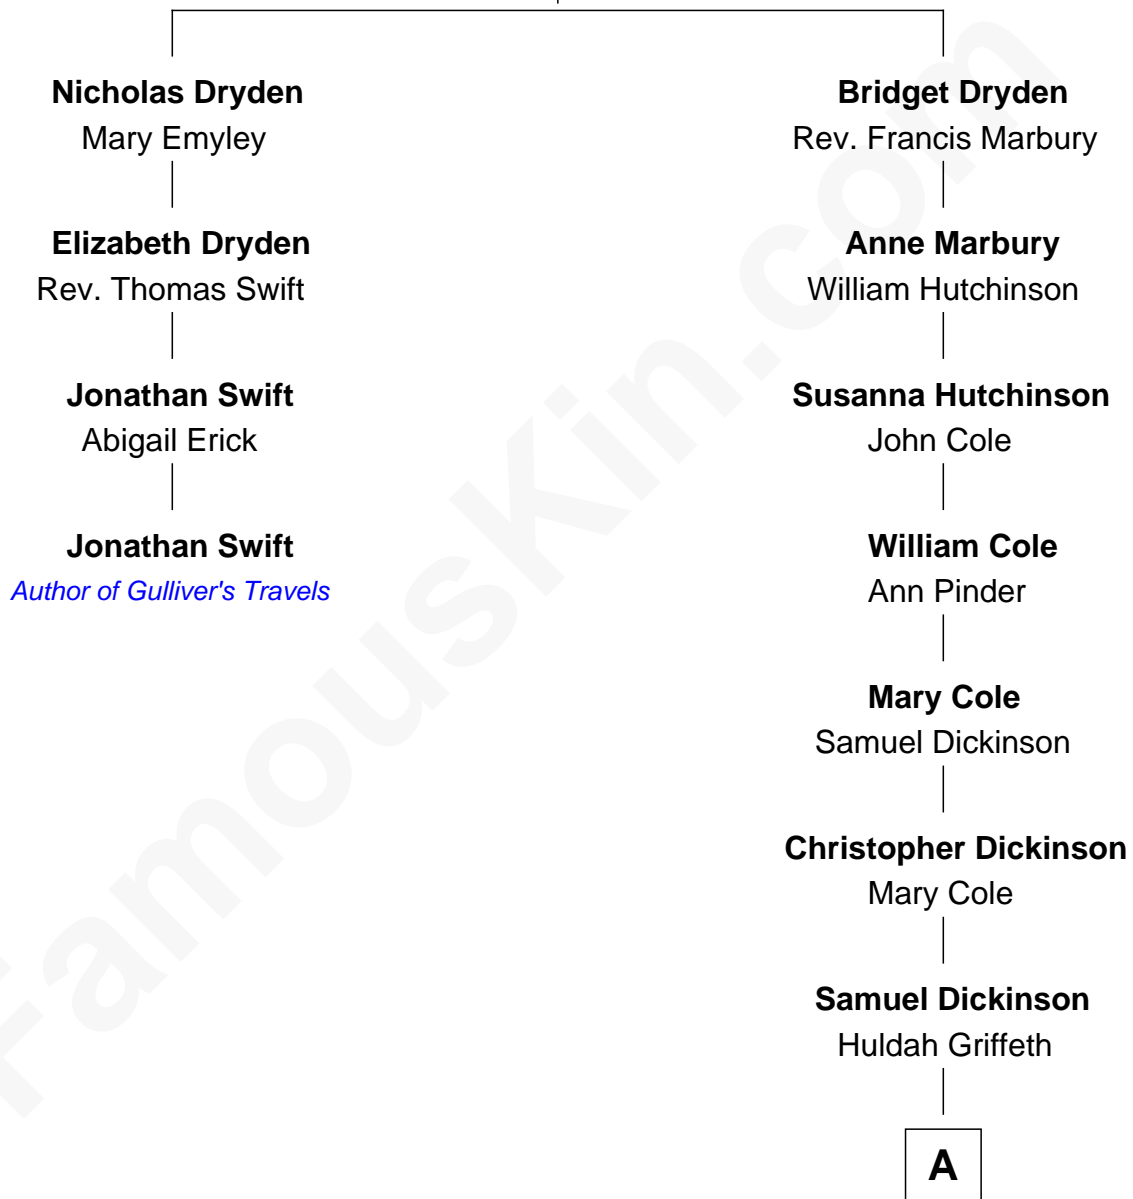 Nicholas Dryden
Mary Emyley
Elizabeth Dryden
Rev. Thomas Swift
Jonathan Swift
Abigail Erick
Jonathan Swift
Author of Gulliver's Travels
Bridget Dryden
Rev. Francis Marbury
Anne Marbury
William Hutchinson
Susanna Hutchinson
John Cole
William Cole
Ann Pinder
Mary Cole
Samuel Dickinson
Christopher Dickinson
Mary Cole
Samuel Dickinson
Huldah Griffeth
A
FamousKin.com